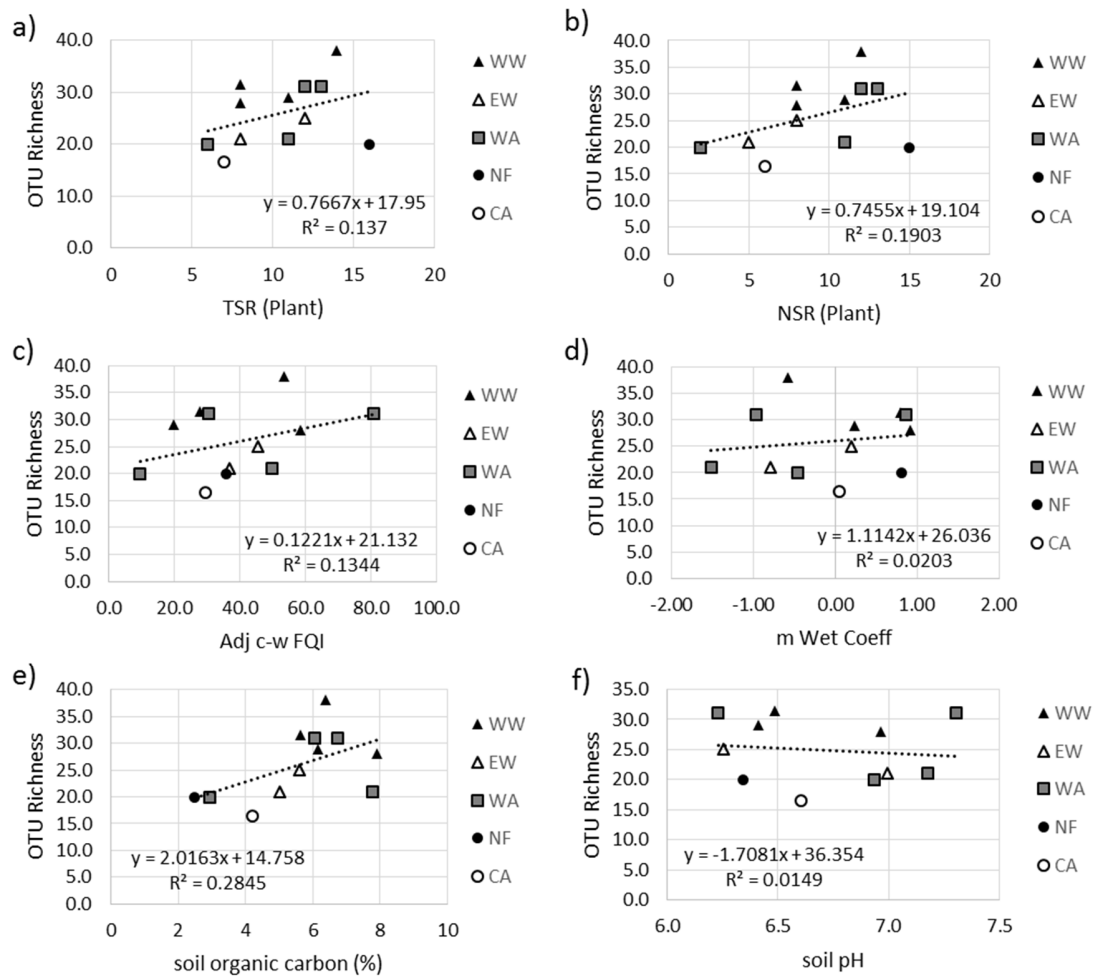 a)
40.0
30.0
20.0
10.0
0.0
OTU Richness
y = 0.7667x + 17.95
R² = 0.137
0 5 10 15 20
TSR (Plant)
WW
EW
WA
NF
CA
b)
40.0
35.0
30.0
25.0
20.0
15.0
10.0
5.0
0.0
OTU Richness
y = 0.7455x + 19.104
R² = 0.1903
0 5 10 15 20
NSR (Plant)
WW
EW
WA
NF
CA
c)
40.0
35.0
30.0
25.0
20.0
15.0
10.0
5.0
0.0
OTU Richness
y = 0.1221x + 21.132
R² = 0.1344
0.0 20.0 40.0 60.0 80.0 100.0
Adj c-w FQI
WW
EW
WA
NF
CA
d)
40.0
35.0
30.0
25.0
20.0
15.0
10.0
5.0
0.0
OTU Richness
y = 1.1142x + 26.036
R² = 0.0203
-2.00 -1.00 0.00 1.00 2.00
m Wet Coeff
WW
EW
WA
NF
CA
e)
40.0
35.0
30.0
25.0
20.0
15.0
10.0
5.0
0.0
OTU Richness
y = 2.0163x + 14.758
R² = 0.2845
0 2 4 6 8 10
soil organic carbon (%)
WW
EW
WA
NF
CA
f)
35.0
30.0
25.0
20.0
15.0
10.0
5.0
0.0
OTU Richness
y = -1.7081x + 36.354
R² = 0.0149
6.0 6.5 7.0 7.5
soil pH
WW
EW
WA
NF
CA